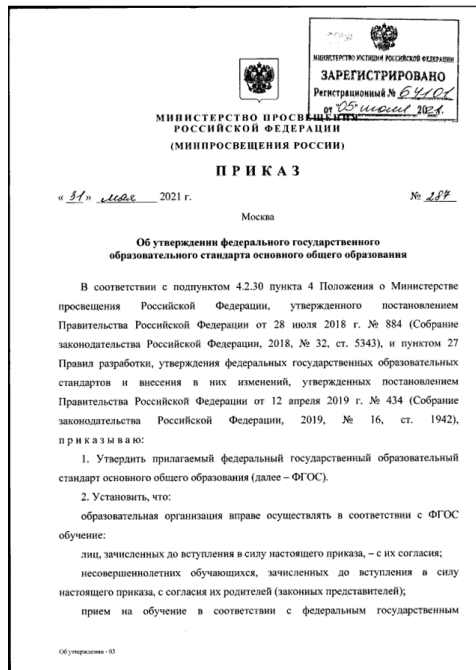 МИНИСТЕРСТВО ЮСТИЦИИ РОССИЙСКОЙ ФЕДЕРАЦИИ
ЗАРЕГИСТРИРОВАНО
Регистрационный № 64101
от "05" июля 2021.
МИНИСТЕРСТВО ПРОСВЕЩЕНИЯ
РОССИЙСКОЙ ФЕДЕРАЦИИ
(МИНПРОСВЕЩЕНИЯ РОССИИ)
ПРИКАЗ
« 31 » мая 2021 г. № 287
Москва
Об утверждении федерального государственного
образовательного стандарта основного общего образования
В соответствии с подпунктом 4.2.30 пункта 4 Положения о Министерстве
просвещения Российской Федерации, утвержденного постановлением
Правительства Российской Федерации от 28 июля 2018 г. № 884 (Собрание
законодательства Российской Федерации, 2018, № 32, ст. 5343), и пунктом 27
Правил разработки, утверждения федеральных государственных образовательных
стандартов и внесения в них изменений, утвержденных постановлением
Правительства Российской Федерации от 12 апреля 2019 г. № 434 (Собрание
законодательства Российской Федерации, 2019, № 16, ст. 1942),
приказываю:
1. Утвердить прилагаемый федеральный государственный образовательный
стандарт основного общего образования (далее – ФГОС).
2. Установить, что:
образовательная организация вправе осуществлять в соответствии с ФГОС
обучение:
лиц, зачисленных до вступления в силу настоящего приказа, – с их согласия;
несовершеннолетних обучающихся, зачисленных до вступления в силу
настоящего приказа, с согласия их родителей (законных представителей);
прием на обучение в соответствии с федеральным государственным
Об утверждении - 03